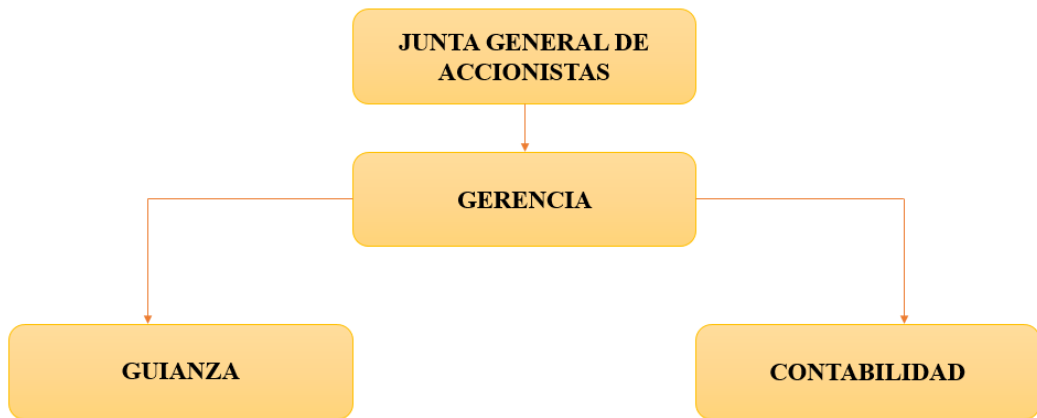 JUNTA GENERAL DE
ACCIONISTAS
GERENCIA
GUIANZA
CONTABILIDAD